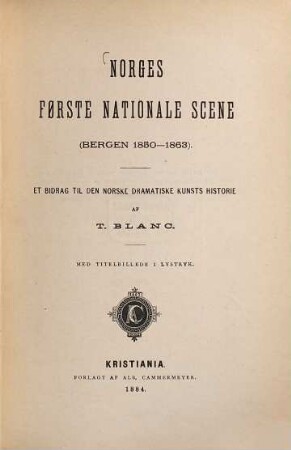 NORGES
FØRSTE NATIONALE SCENE
(BERGEN 1850—1863).
ET BIDRAG TIL DEN NORSKE DRAMATISKE KUNSTS HISTORIE
AF
T. BLANC.
MED TITELBILLEDE I LYSTRYK.
KRISTIANIA.
FORLAGT AF ALB. CAMMERMEYER.
1884.